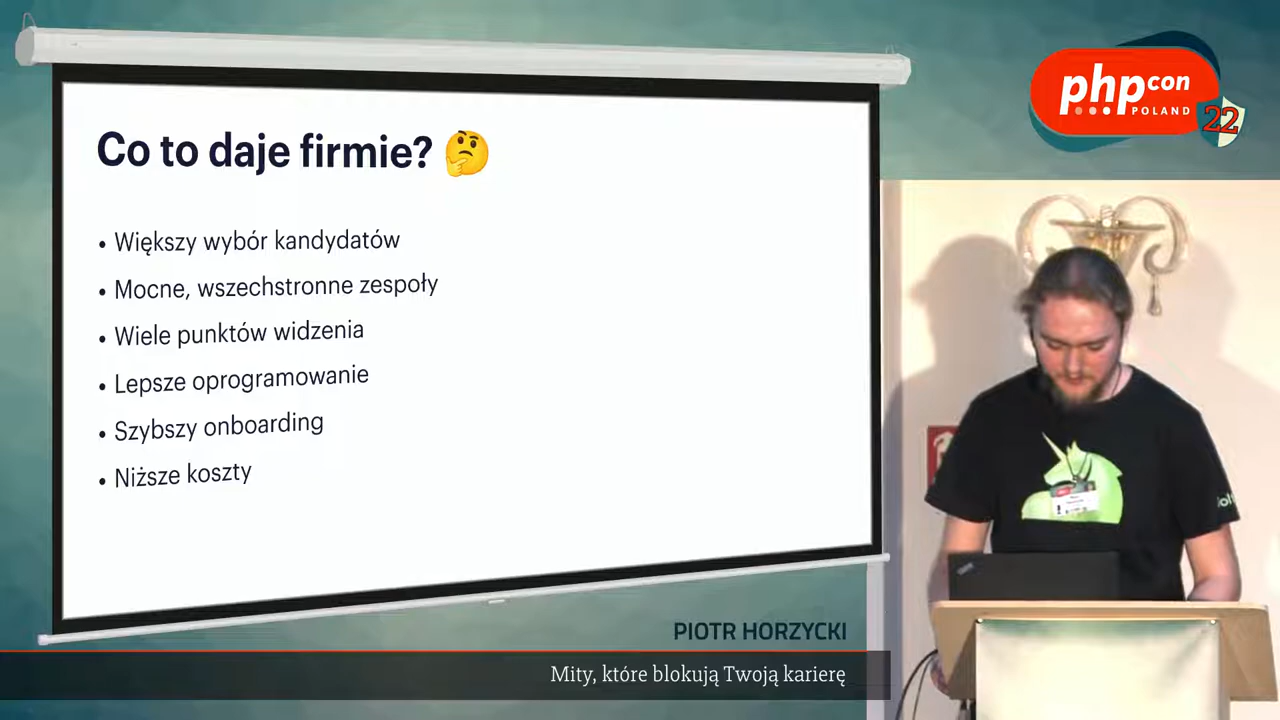 Co to daje firmie? 🤔
• Większy wybór kandydatów
• Mocne, wszechstronne zespoły
• Wiele punktów widzenia
• Lepsze oprogramowanie
• Szybszy onboarding
• Niższe koszty
phpcon
POLAND
22
PIOTR HORZYCKI
Mity, które blokują Twoją karierę